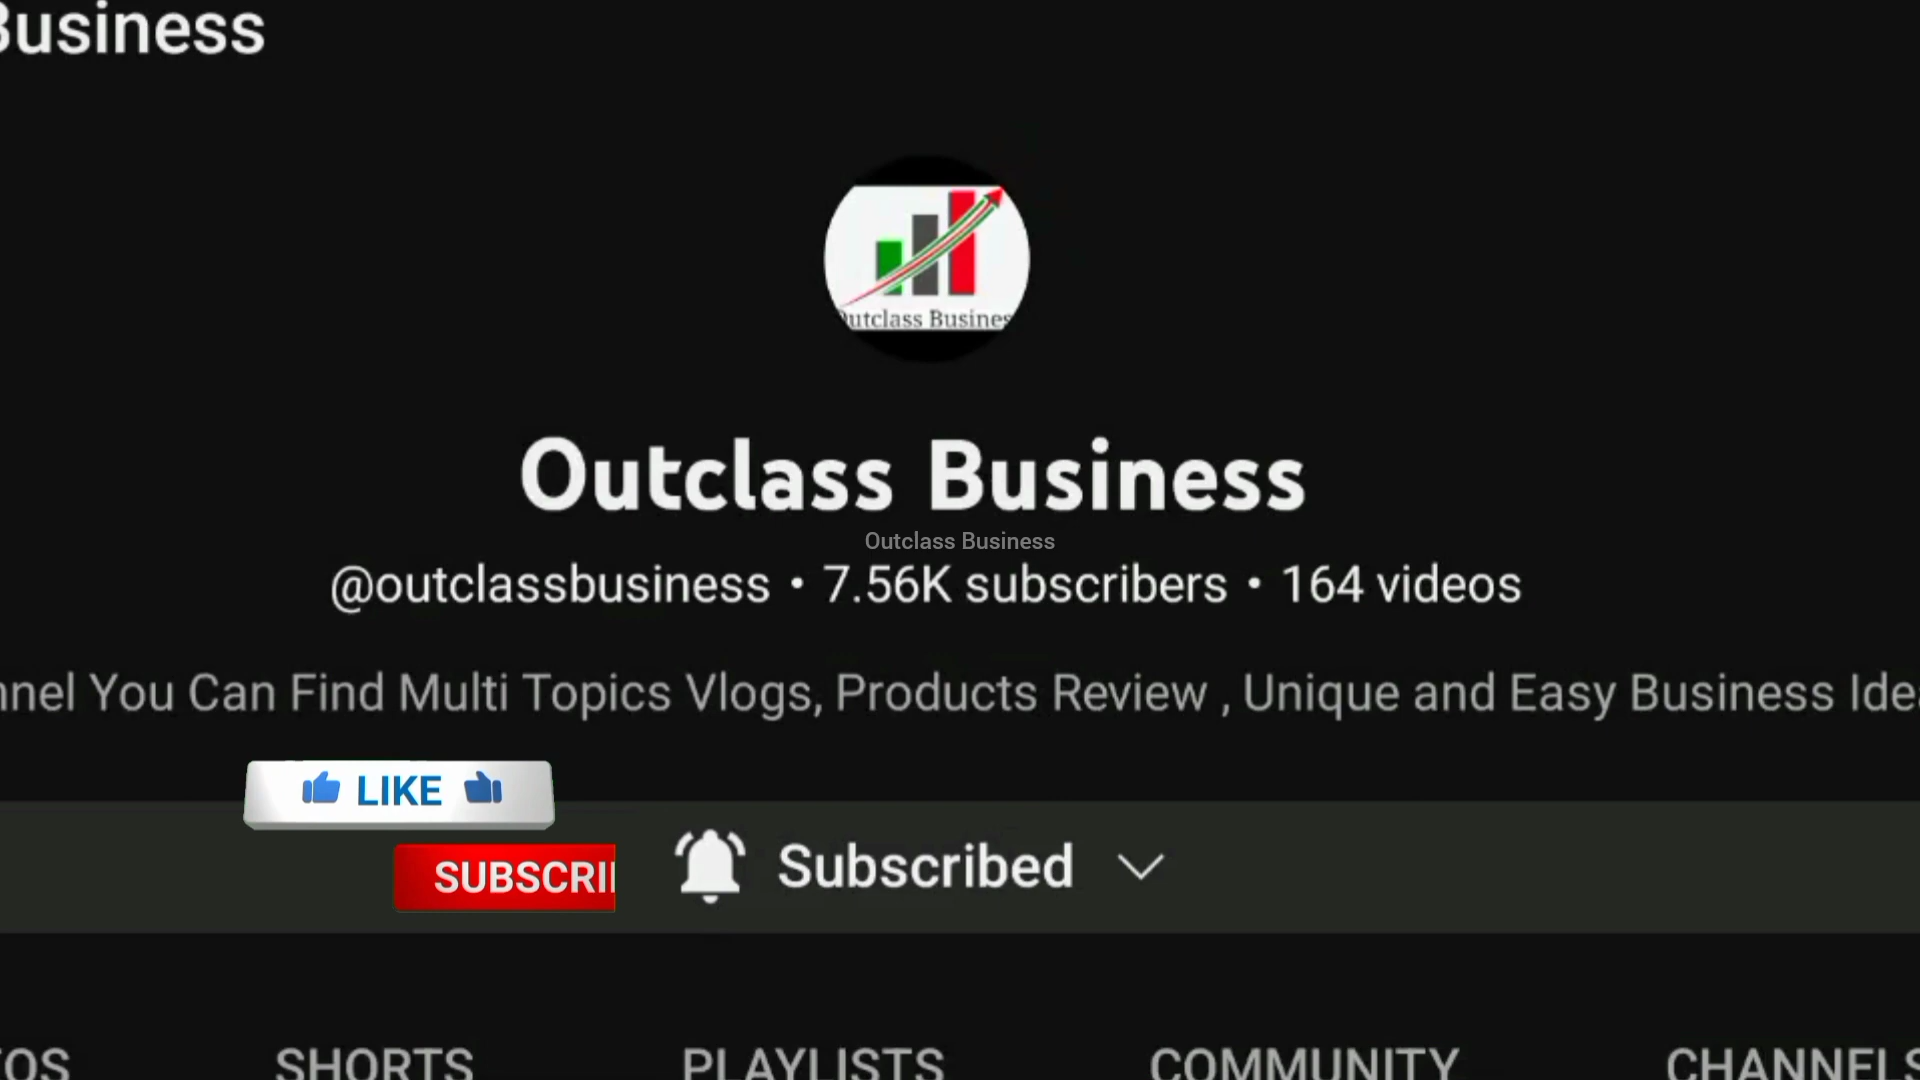 Business
utclass Busines
Outclass Business
Outclass Business
@outclassbusiness • 7.56K subscribers • 164 videos
nnel You Can Find Multi Topics Vlogs, Products Review , Unique and Easy Business Idea
LIKE
SUBSCRI
Subscribed
OS SHORTS PLAYLISTS COMMUNITY CHANNELS